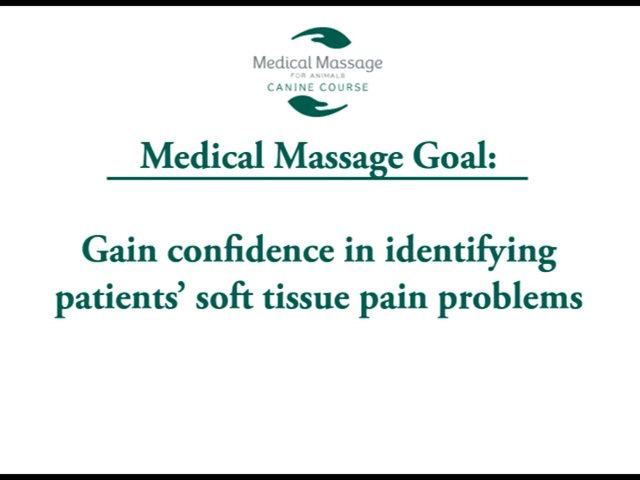 Medical Massage
FOR ANIMALS
CANINE COURSE
Medical Massage Goal:
Gain confidence in identifying
patients’ soft tissue pain problems